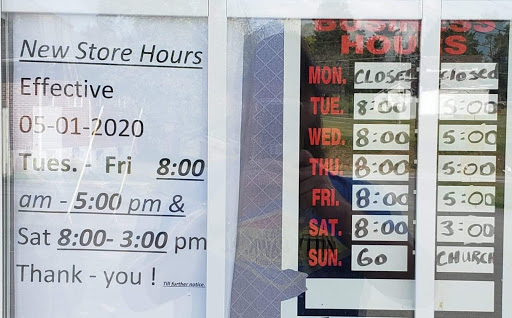 New Store Hours
Effective
05-01-2020
Tues. - Fri 8:00
am - 5:00 pm &
Sat 8:00- 3:00 pm
Thank - you ! Till further notice
BUSINESS
HOURS
MON. CLOSED closed
TUE. 8:00 5:00
WED. 8:00 5:00
THU. 8:00 5:00
FRI. 8:00 5:00
SAT. 8:00 3:00
SUN. Go CHURCH